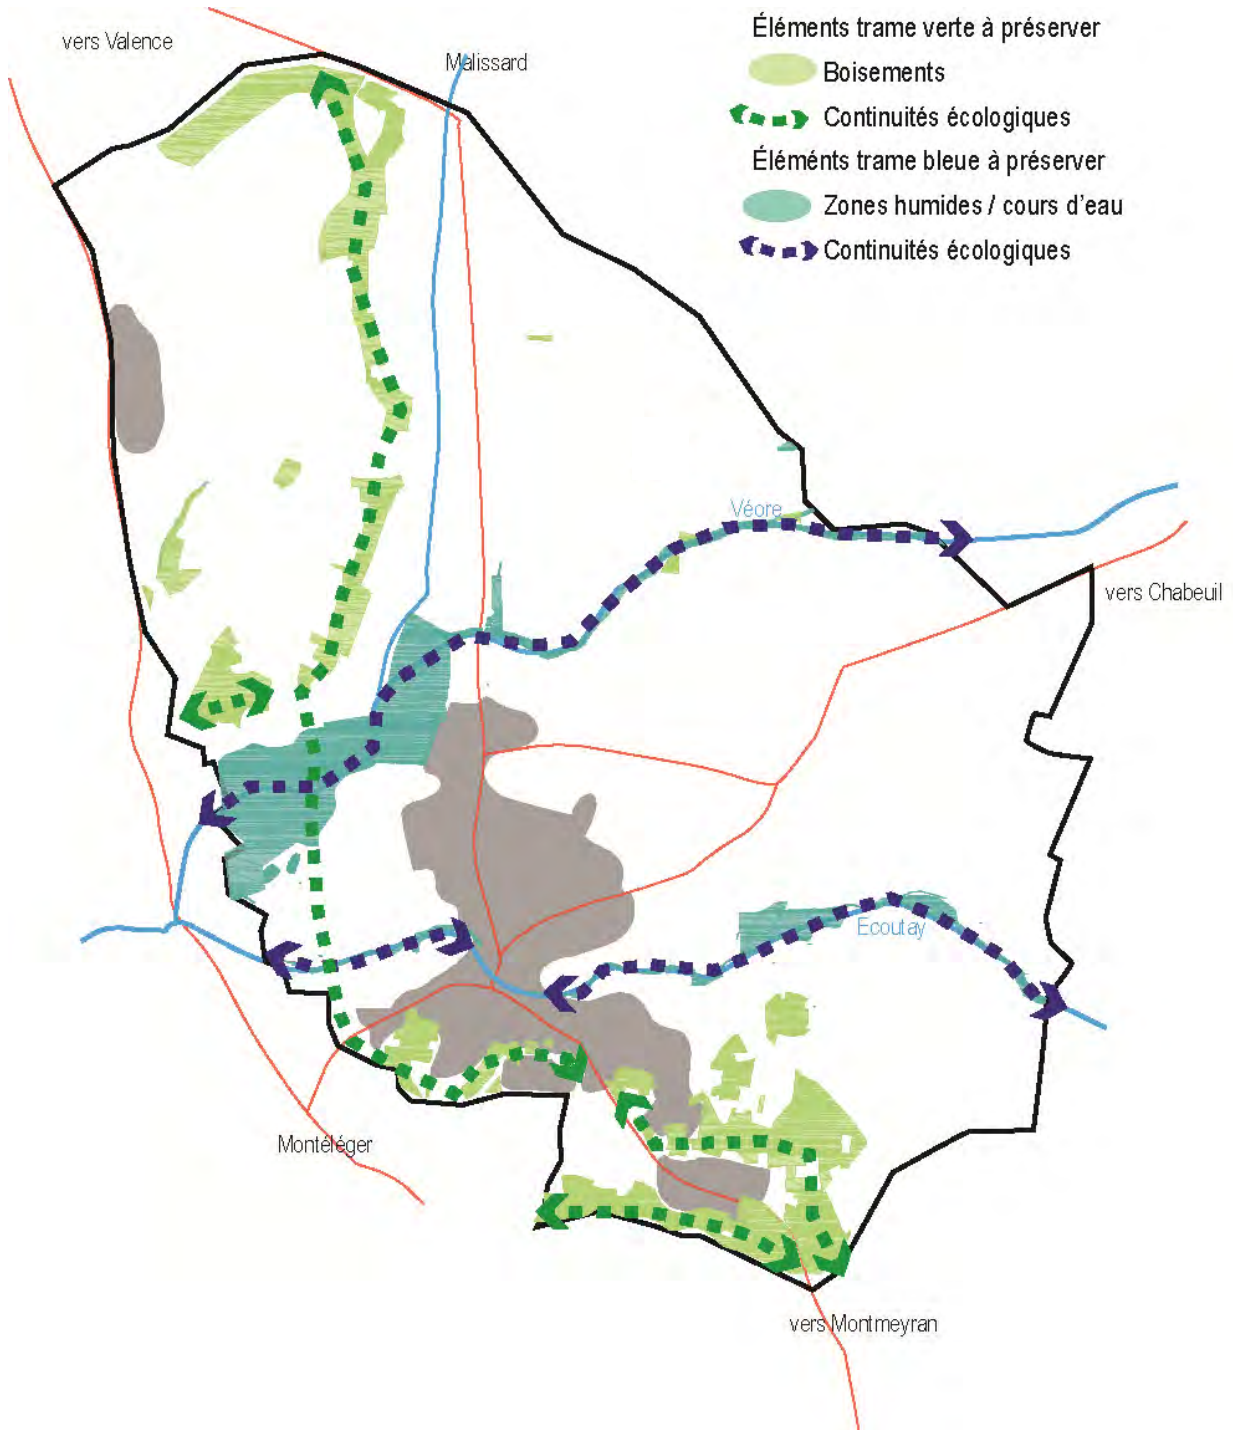 Éléments trame verte à préserver
vers Valence
Malissard
Boisements
Continuités écologiques
Éléménts trame bleue à préserver
Zones humides / cours d'eau
Continuités écologiques
Véore
vers Chabeuil
Ecoutay
Montéléger
vers Montmeyran